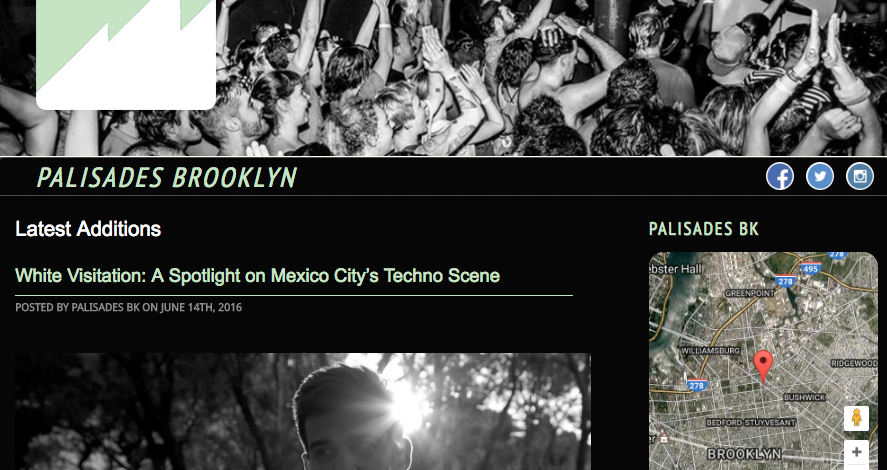 PALISADES BROOKLYN
Latest Additions
White Visitation: A Spotlight on Mexico City's Techno Scene
POSTED BY PALISADES BK ON JUNE 14TH, 2016
PALISADES BK
ebster Hall
278
495
278
GREENPOINT
WILLIAMSBURG
RIDGEWOOD
278
BUSHWICK
BEDFORD-STUYVESANT
er
BROOKLYN
+